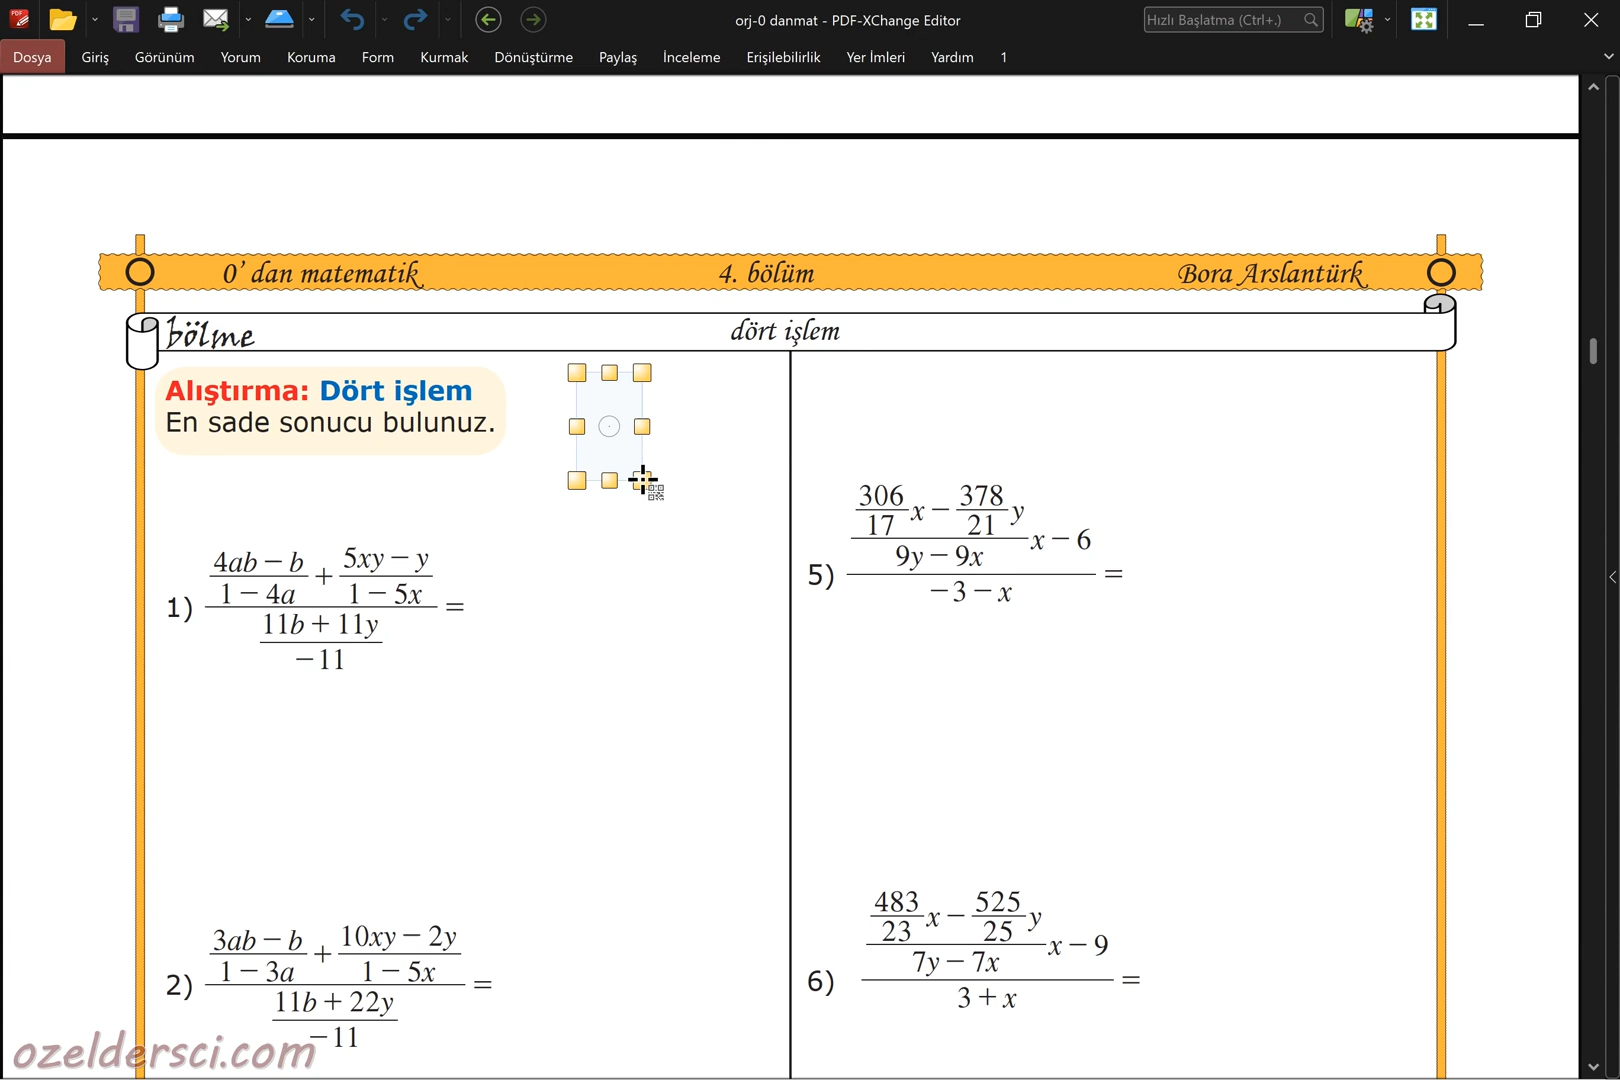 orj-0 danmat - PDF-XChange Editor
Hızlı Başlatma (Ctrl+.)
Dosya Giriş Görünüm Yorum Koruma Form Kurmak Dönüştürme Paylaş İnceleme Erişilebilirlik Yer İmleri Yardım 1
0' dan matematik 4. bölüm Bora Arslantürk
bölme dört işlem 1
Alıştırma: Dört işlem
En sade sonucu bulunuz.
1) ((4ab − b)/(1 − 4a) + (5xy − y)/(1 − 5x)) / ((11b + 11y)/(−11)) =
2) ((3ab − b)/(1 − 3a) + (10xy − 2y)/(1 − 5x)) / ((11b + 22y)/(−11)) =
5) (((306/17)x − (378/21)y)/(9y − 9x) x − 6) / (−3 − x) =
6) (((483/23)x − (525/25)y)/(7y − 7x) x − 9) / (3 + x) =
ozeldersci.com